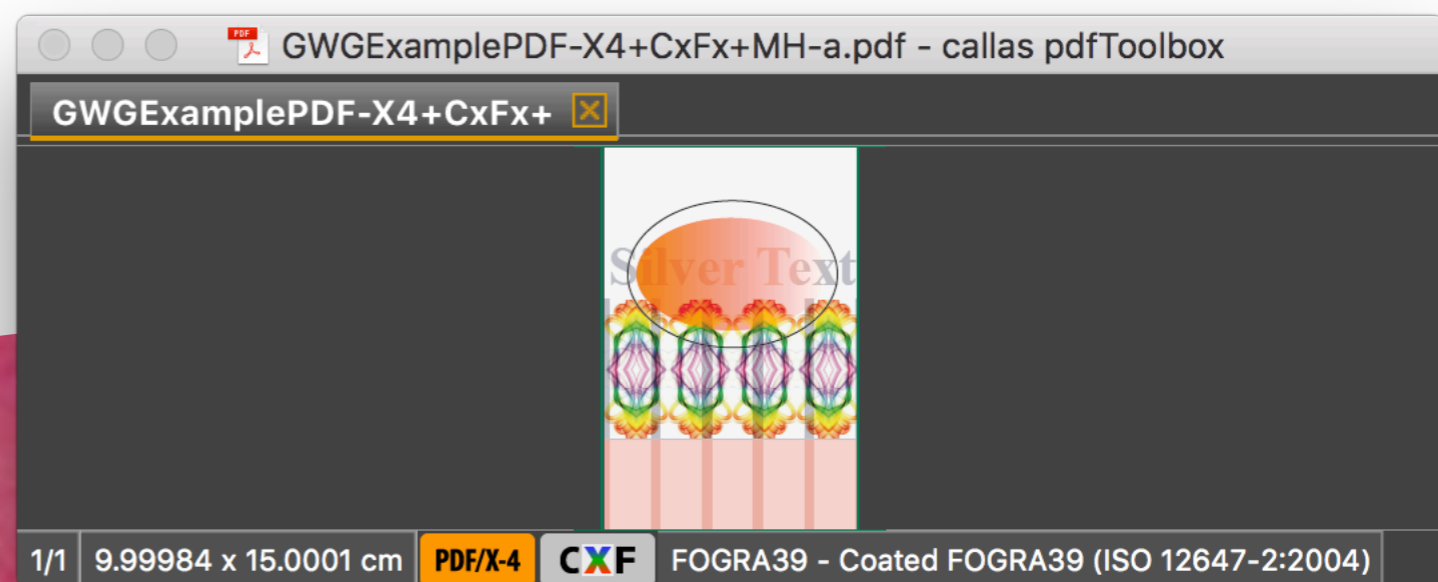 PDF
GWGExamplePDF-X4+CxFx+MH-a.pdf - callas pdfToolbox
GWGExamplePDF-X4+CxFx+
Silver Text
1/1 9.99984 x 15.0001 cm PDF/X-4 CXF FOGRA39 - Coated FOGRA39 (ISO 12647-2:2004)